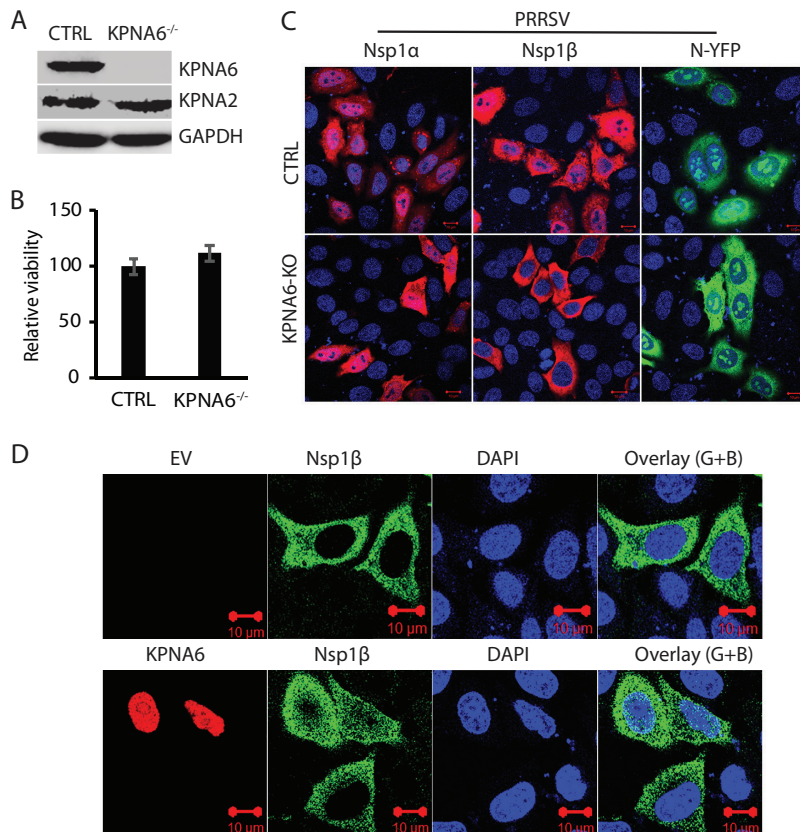 A
CTRL KPNA6-/-
KPNA6
KPNA2
GAPDH
B
Relative viability
150
100
50
0
CTRL KPNA6-/-
C
PRRSV
Nsp1α Nsp1β N-YFP
CTRL
KPNA6-KO
D
EV Nsp1β DAPI Overlay (G+B)
10 µm 10 µm 10 µm 10 µm
KPNA6 Nsp1β DAPI Overlay (G+B)
10 µm 10 µm 10 µm 10 µm